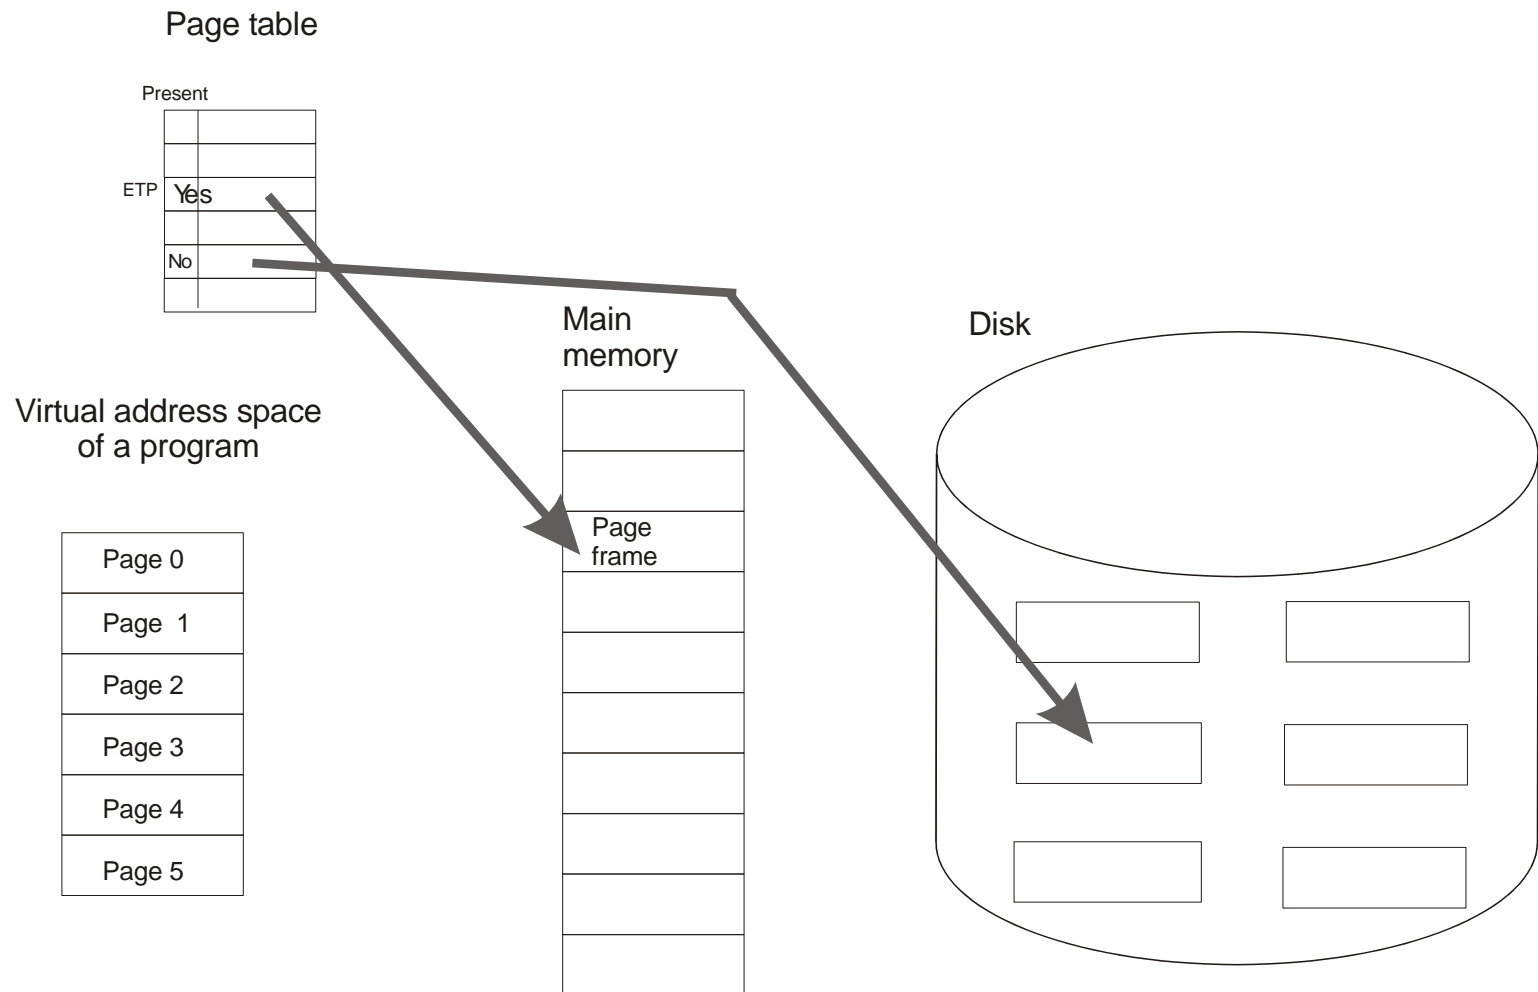 Page table
Present
ETP
Yes
No
Main
memory
Disk
Virtual address space
of a program
Page
frame
Page 0
Page 1
Page 2
Page 3
Page 4
Page 5